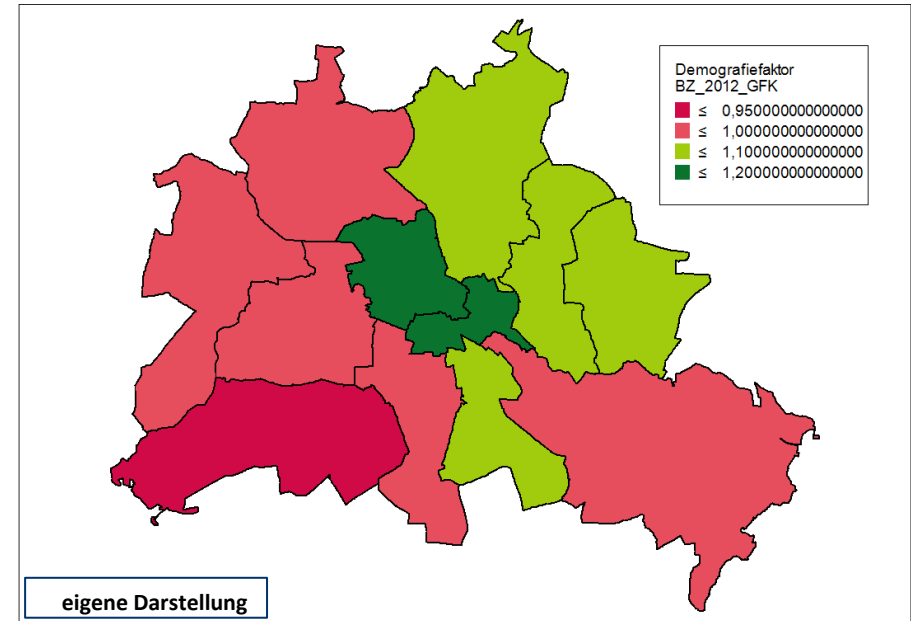 Demografiefaktor
BZ_2012_GFK
≤ 0,950000000000000
≤ 1,000000000000000
≤ 1,100000000000000
≤ 1,200000000000000
eigene Darstellung